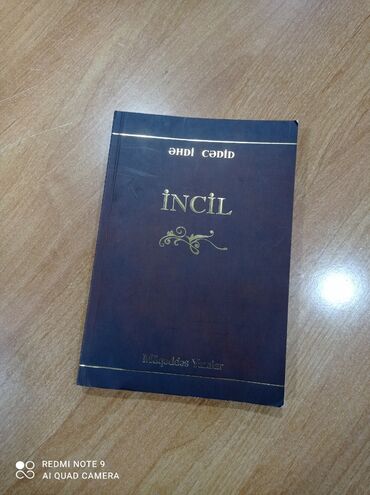 ƏHDİ CƏDİD
İNCİL
Müqəddəs Yazılar
REDMI NOTE 9
AI QUAD CAMERA